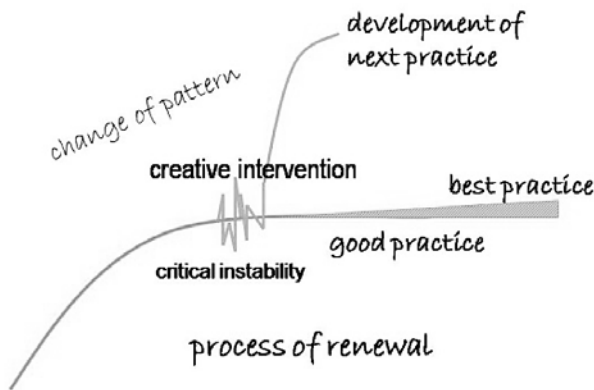 development of
next practice
change of pattern
creative intervention
best practice
good practice
critical instability
process of renewal